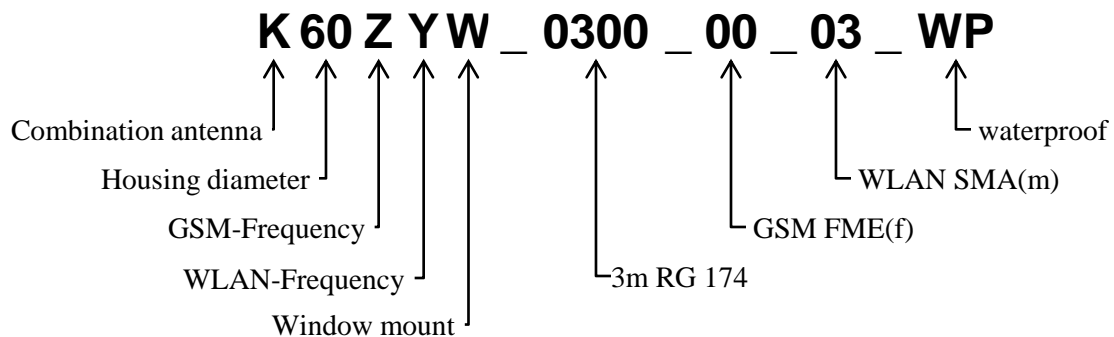 K 60 Z Y W _ 0300 _ 00 _ 03 _ WP
Combination antenna
waterproof
Housing diameter
WLAN SMA(m)
GSM-Frequency
GSM FME(f)
WLAN-Frequency
3m RG 174
Window mount